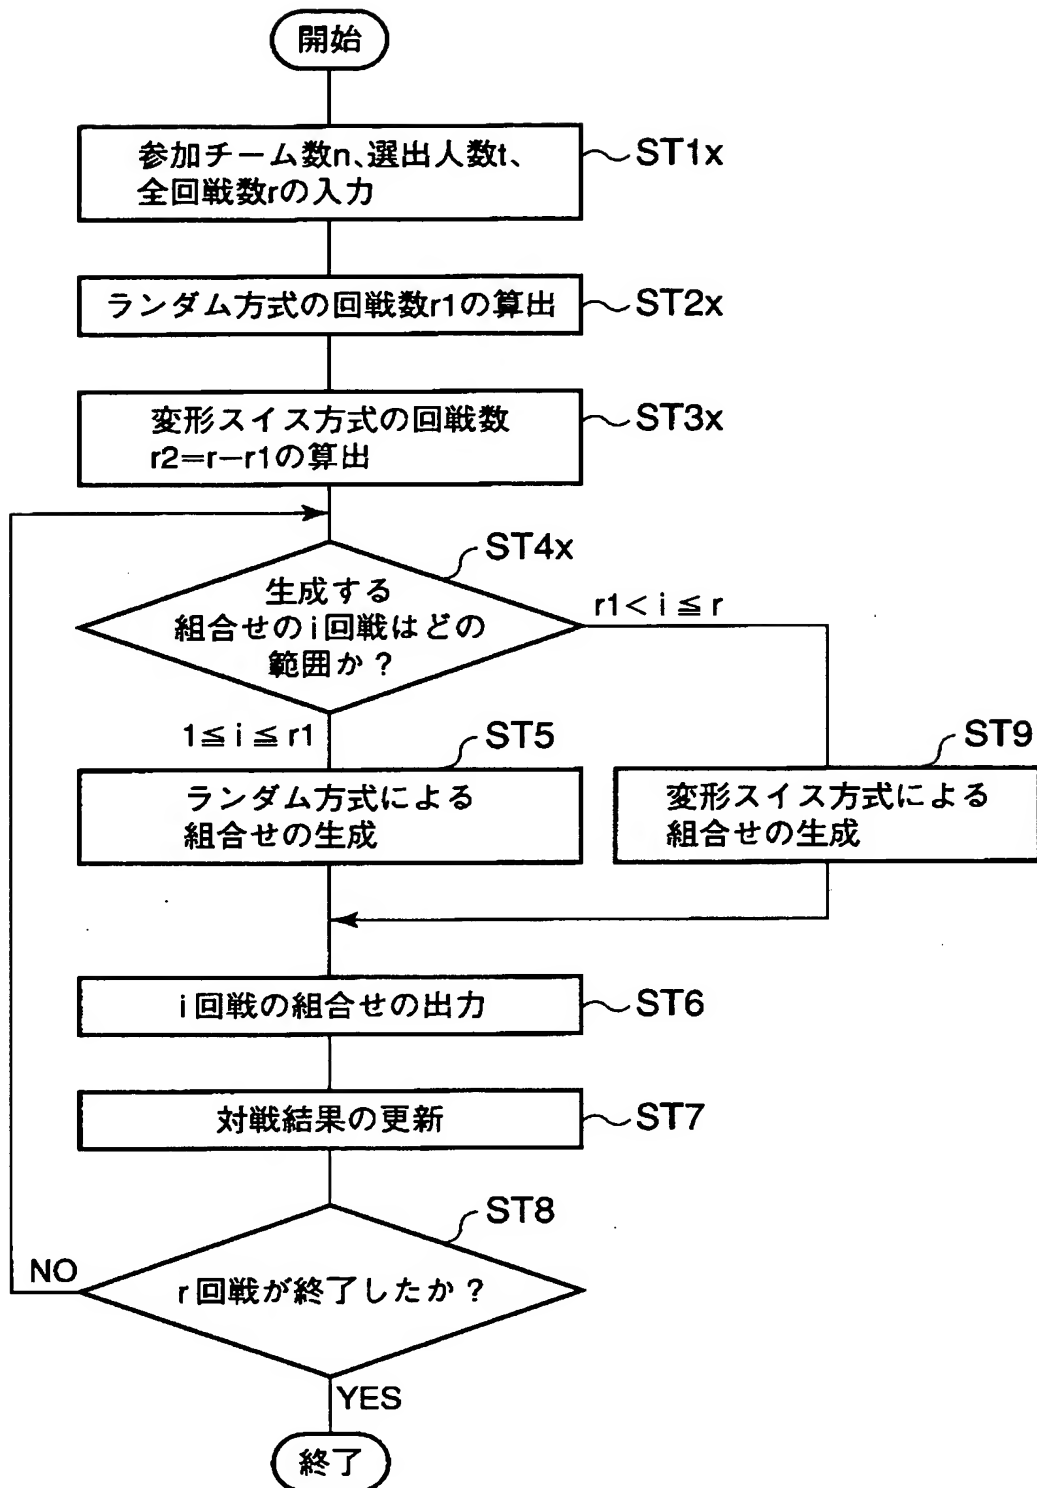 開始
参加チーム数n、選出人数t、
全回戦数rの入力
ST1x
ランダム方式の回戦数r1の算出
ST2x
変形スイス方式の回戦数
r2=r−r1の算出
ST3x
ST4x
生成する
組合せのi回戦はどの
範囲か？
r1< i ≦ r
1≦ i ≦ r1
ST5
ランダム方式による
組合せの生成
ST9
変形スイス方式による
組合せの生成
i回戦の組合せの出力
ST6
対戦結果の更新
ST7
ST8
r回戦が終了したか？
NO
YES
終了